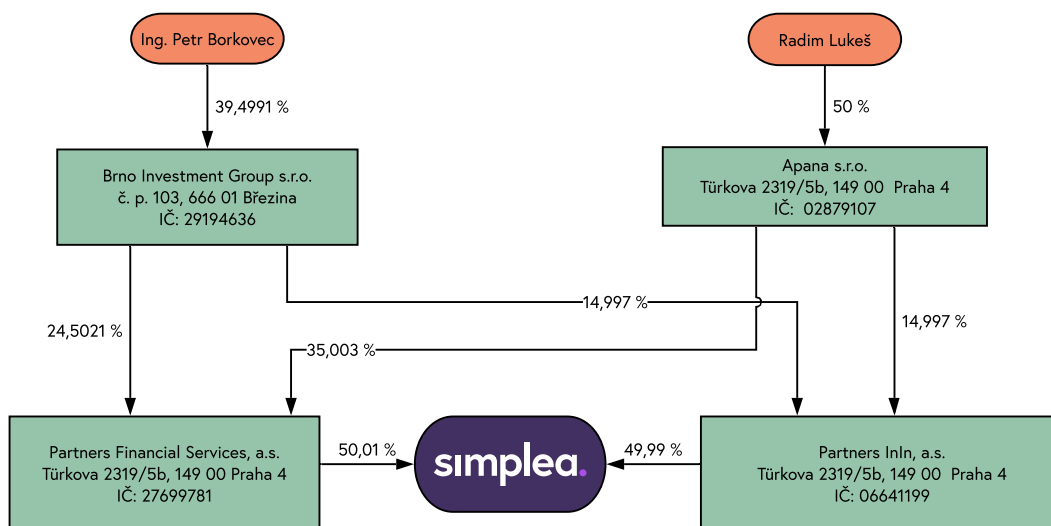 Ing. Petr Borkovec
Radim Lukeš
39,4991 %
50 %
Brno Investment Group s.r.o.
č. p. 103, 666 01 Březina
IČ: 29194636
Apana s.r.o.
Türkova 2319/5b, 149 00  Praha 4
IČ:  02879107
14,997 %
24,5021 %
14,997 %
35,003 %
Partners Financial Services, a.s.
Türkova 2319/5b, 149 00 Praha 4
IČ: 27699781
50,01 %
simplea.
49,99 %
Partners InIn, a.s.
Türkova 2319/5b, 149 00  Praha 4
IČ: 06641199